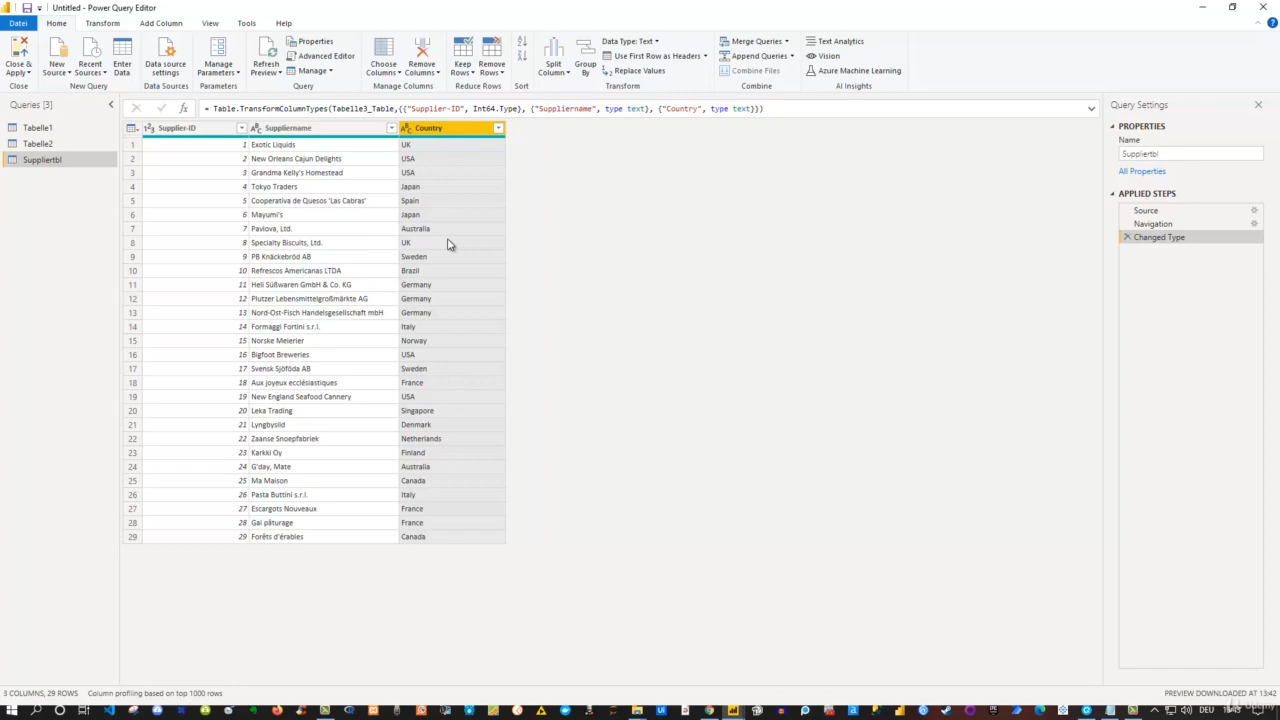 Untitled - Power Query Editor
Datei Home Transform Add Column View Tools Help
Close & Apply
New Source
Recent Sources
Enter Data
Data source settings
Manage Parameters
Refresh Preview
Properties
Advanced Editor
Manage
Choose Columns
Remove Columns
Keep Rows
Remove Rows
Split Column
Group By
Data Type: Text
Use First Row as Headers
Replace Values
Merge Queries
Append Queries
Combine Files
Text Analytics
Vision
Azure Machine Learning
Close New Query Data Sources Parameters Query Manage Columns Reduce Rows Sort Transform Combine AI Insights
Queries [3]
Tabelle1
Tabelle2
Suppliertbl
= Table.TransformColumnTypes(Tabelle3_Table,{{"Supplier-ID", Int64.Type}, {"Suppliername", type text}, {"Country", type text}})
Supplier-ID Suppliername Country
1 1 Exotic Liquids UK
2 2 New Orleans Cajun Delights USA
3 3 Grandma Kelly's Homestead USA
4 4 Tokyo Traders Japan
5 5 Cooperativa de Quesos 'Las Cabras' Spain
6 6 Mayumi's Japan
7 7 Pavlova, Ltd. Australia
8 8 Specialty Biscuits, Ltd. UK
9 9 PB Knäckebröd AB Sweden
10 10 Refrescos Americanas LTDA Brazil
11 11 Heli Süßwaren GmbH & Co. KG Germany
12 12 Plutzer Lebensmittelgroßmärkte AG Germany
13 13 Nord-Ost-Fisch Handelsgesellschaft mbH Germany
14 14 Formaggi Fortini s.r.l. Italy
15 15 Norske Meierier Norway
16 16 Bigfoot Breweries USA
17 17 Svensk Sjöföda AB Sweden
18 18 Aux joyeux ecclésiastiques France
19 19 New England Seafood Cannery USA
20 20 Leka Trading Singapore
21 21 Lyngbysild Denmark
22 22 Zaanse Snoepfabriek Netherlands
23 23 Karkki Oy Finland
24 24 G'day, Mate Australia
25 25 Ma Maison Canada
26 26 Pasta Buttini s.r.l. Italy
27 27 Escargots Nouveaux France
28 28 Gai pâturage France
29 29 Forêts d'érables Canada
Query Settings
PROPERTIES
Name
Suppliertbl
All Properties
APPLIED STEPS
Source
Navigation
Changed Type
3 COLUMNS, 29 ROWS Column profiling based on top 1000 rows
PREVIEW DOWNLOADED AT 13:42
DEU